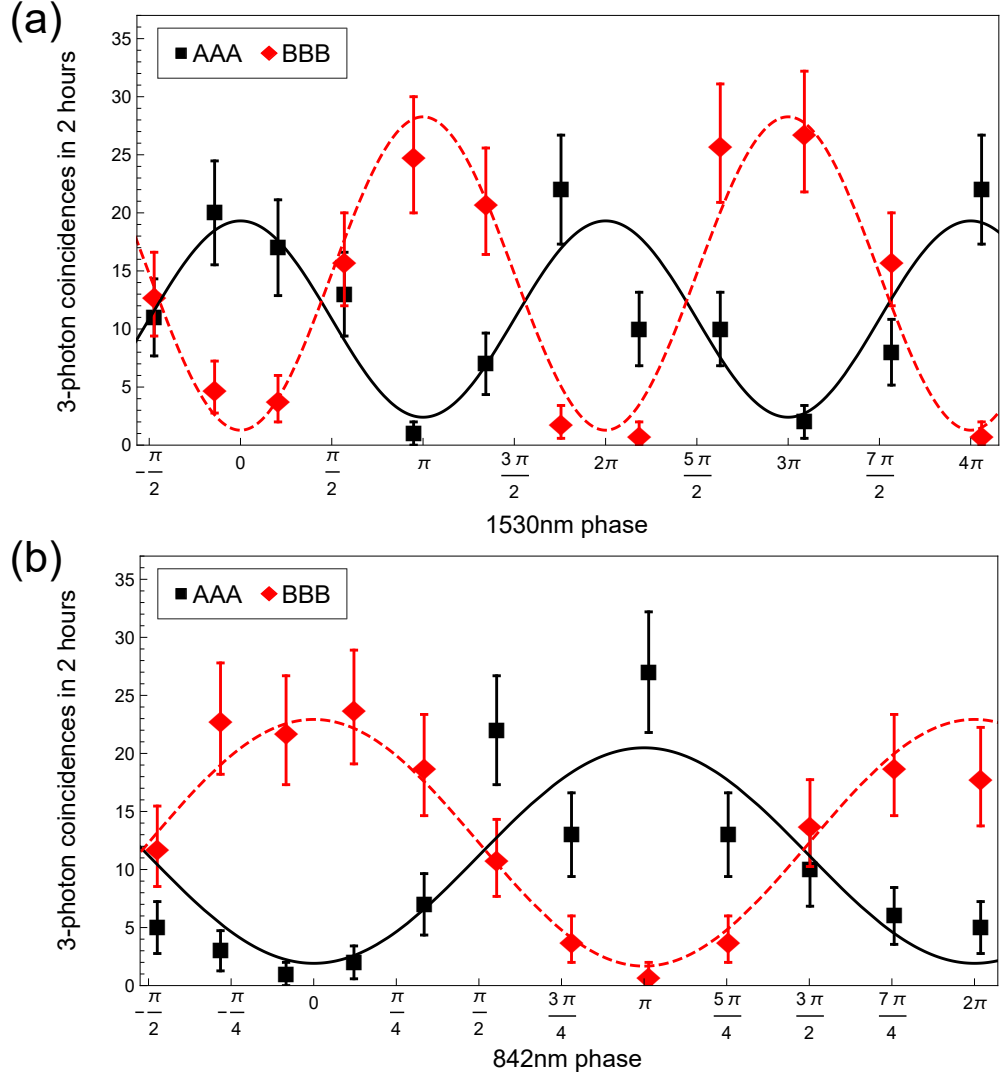 (a)
AAA BBB
3-photon coincidences in 2 hours
35
30
25
20
15
10
5
0
-π/2 0 π/2 π 3π/2 2π 5π/2 3π 7π/2 4π
1530nm phase
(b)
AAA BBB
3-photon coincidences in 2 hours
35
30
25
20
15
10
5
0
-π/2 -π/4 0 π/4 π/2 3π/4 π 5π/4 3π/2 7π/4 2π
842nm phase